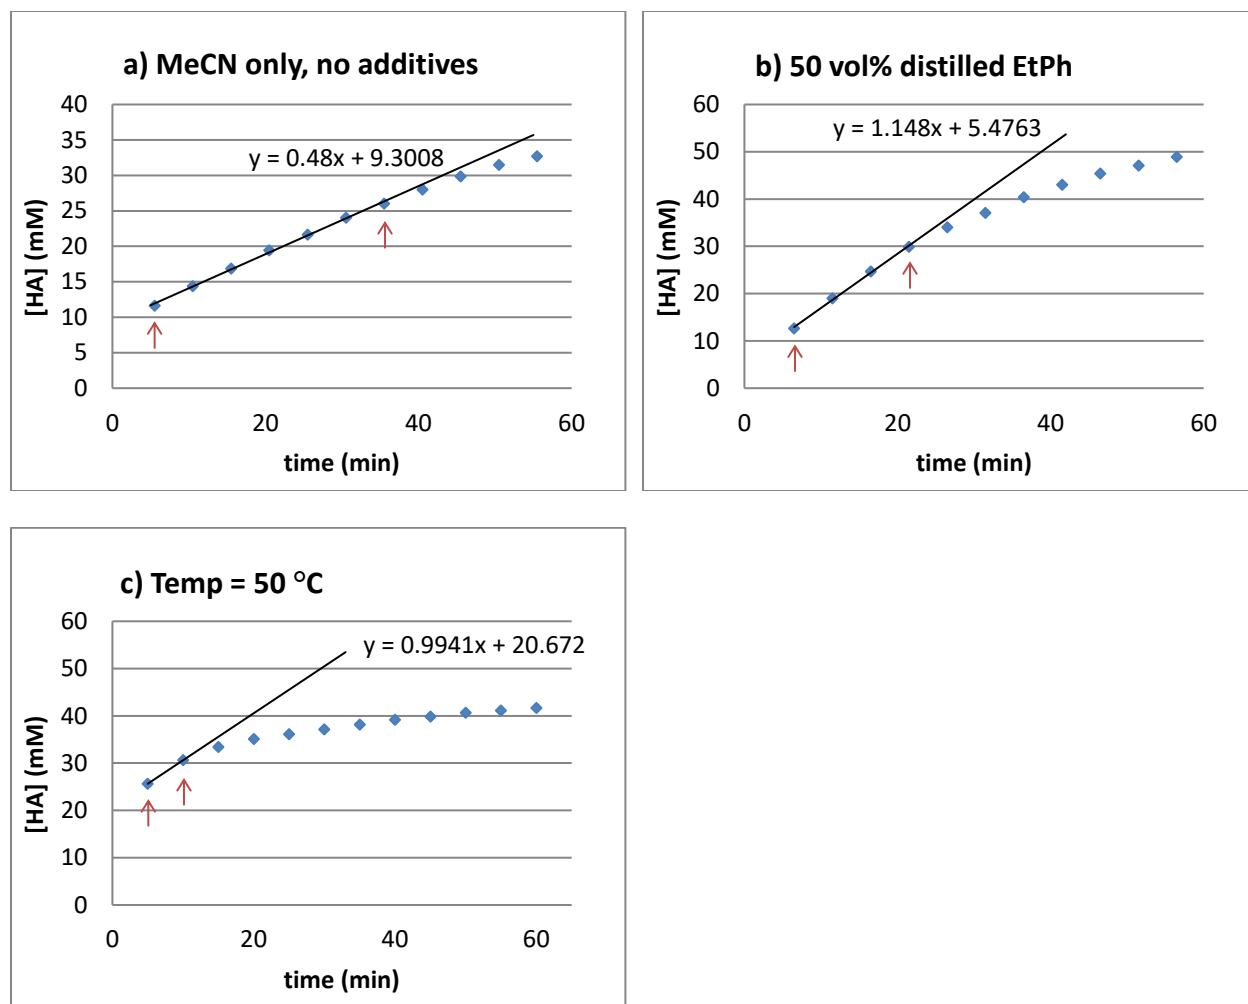 a) MeCN only, no additives
40
35
30
25
20
15
10
5
0
[HA] (mM)
y = 0.48x + 9.3008
0 20 40 60
time (min)
b) 50 vol% distilled EtPh
60
50
40
30
20
10
0
[HA] (mM)
y = 1.148x + 5.4763
0 20 40 60
time (min)
c) Temp = 50 °C
60
50
40
30
20
10
0
[HA] (mM)
y = 0.9941x + 20.672
0 20 40 60
time (min)